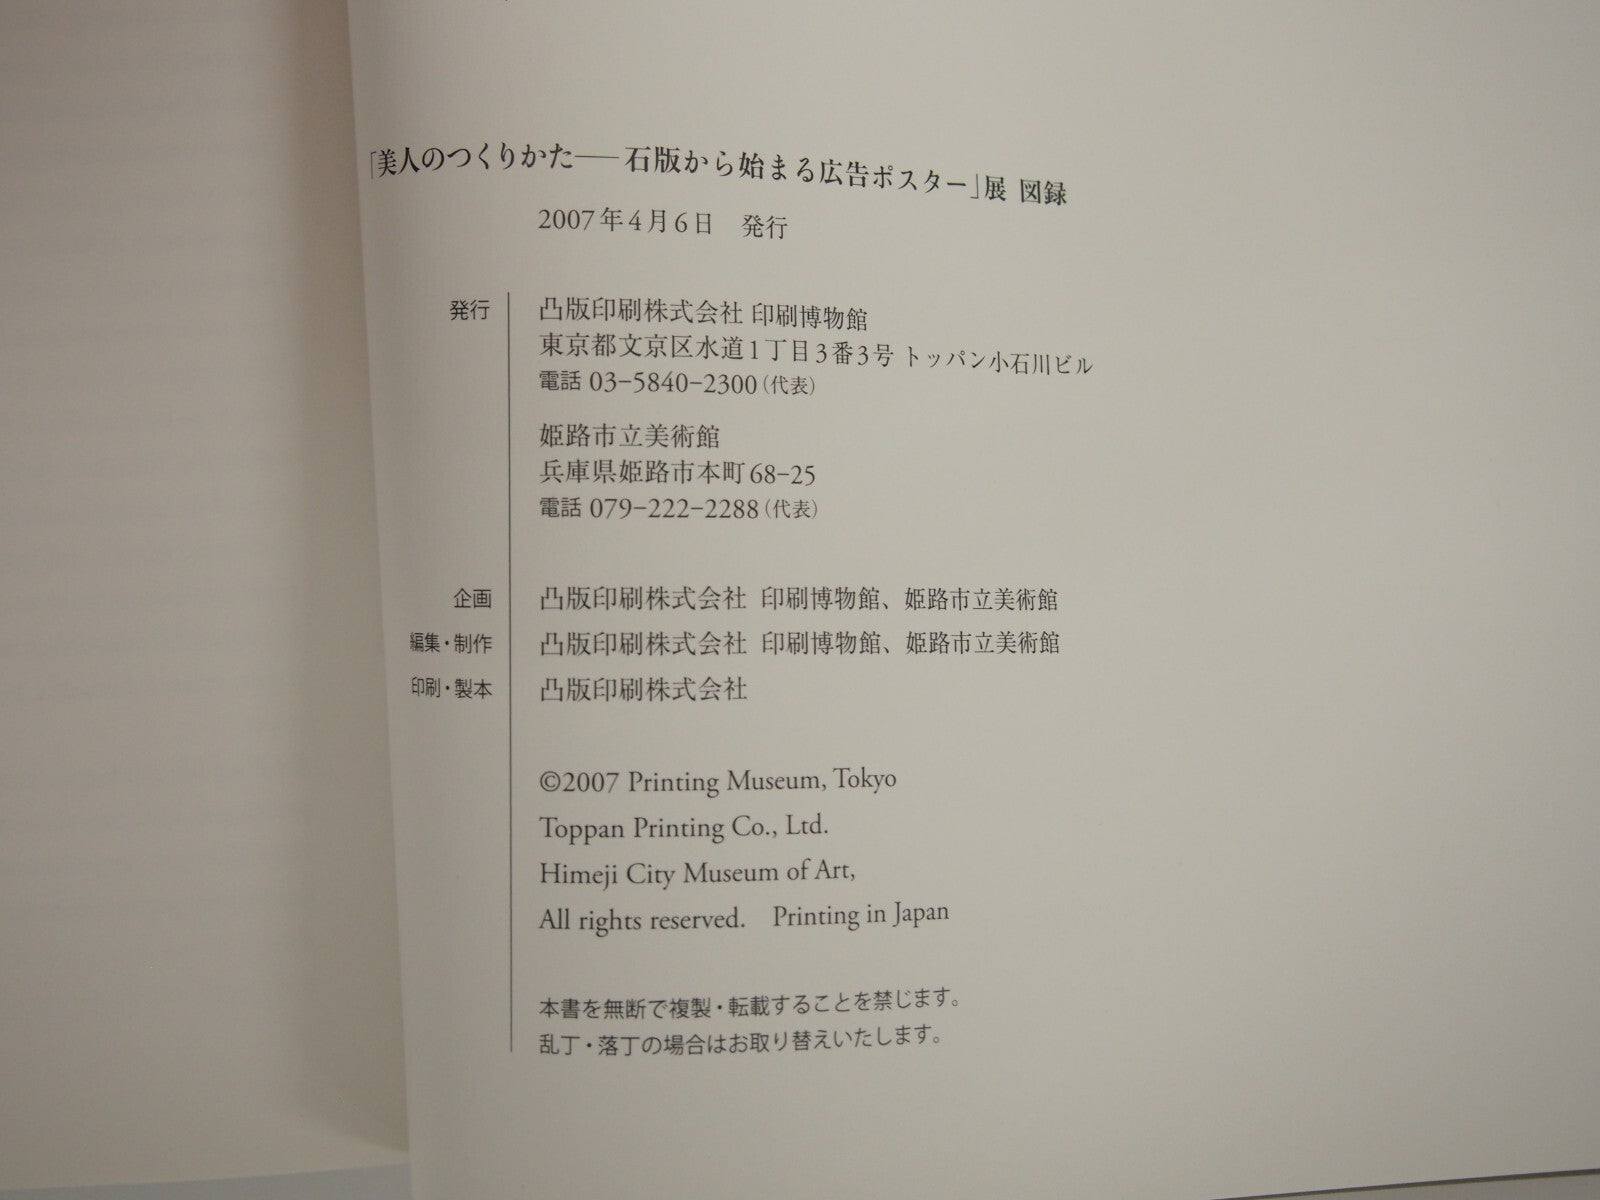 「美人のつくりかた──石版から始まる広告ポスター」展 図録
2007年4月6日　発行
発行　凸版印刷株式会社 印刷博物館
東京都文京区水道1丁目3番3号 トッパン小石川ビル
電話 03-5840-2300（代表）
姫路市立美術館
兵庫県姫路市本町68-25
電話 079-222-2288（代表）
企画　凸版印刷株式会社 印刷博物館、姫路市立美術館
編集・制作　凸版印刷株式会社 印刷博物館、姫路市立美術館
印刷・製本　凸版印刷株式会社
©2007 Printing Museum, Tokyo
Toppan Printing Co., Ltd.
Himeji City Museum of Art,
All rights reserved.　Printing in Japan
本書を無断で複製・転載することを禁じます。
乱丁・落丁の場合はお取り替えいたします。